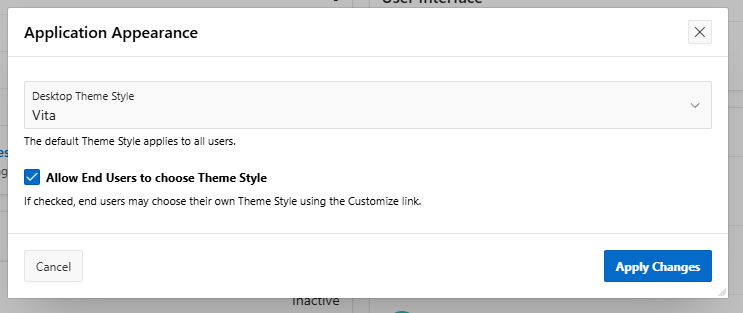 User Interface
Application Appearance
Desktop Theme Style
Vita
The default Theme Style applies to all users.
Allow End Users to choose Theme Style
If checked, end users may choose their own Theme Style using the Customize link.
Cancel
Apply Changes
Inactive